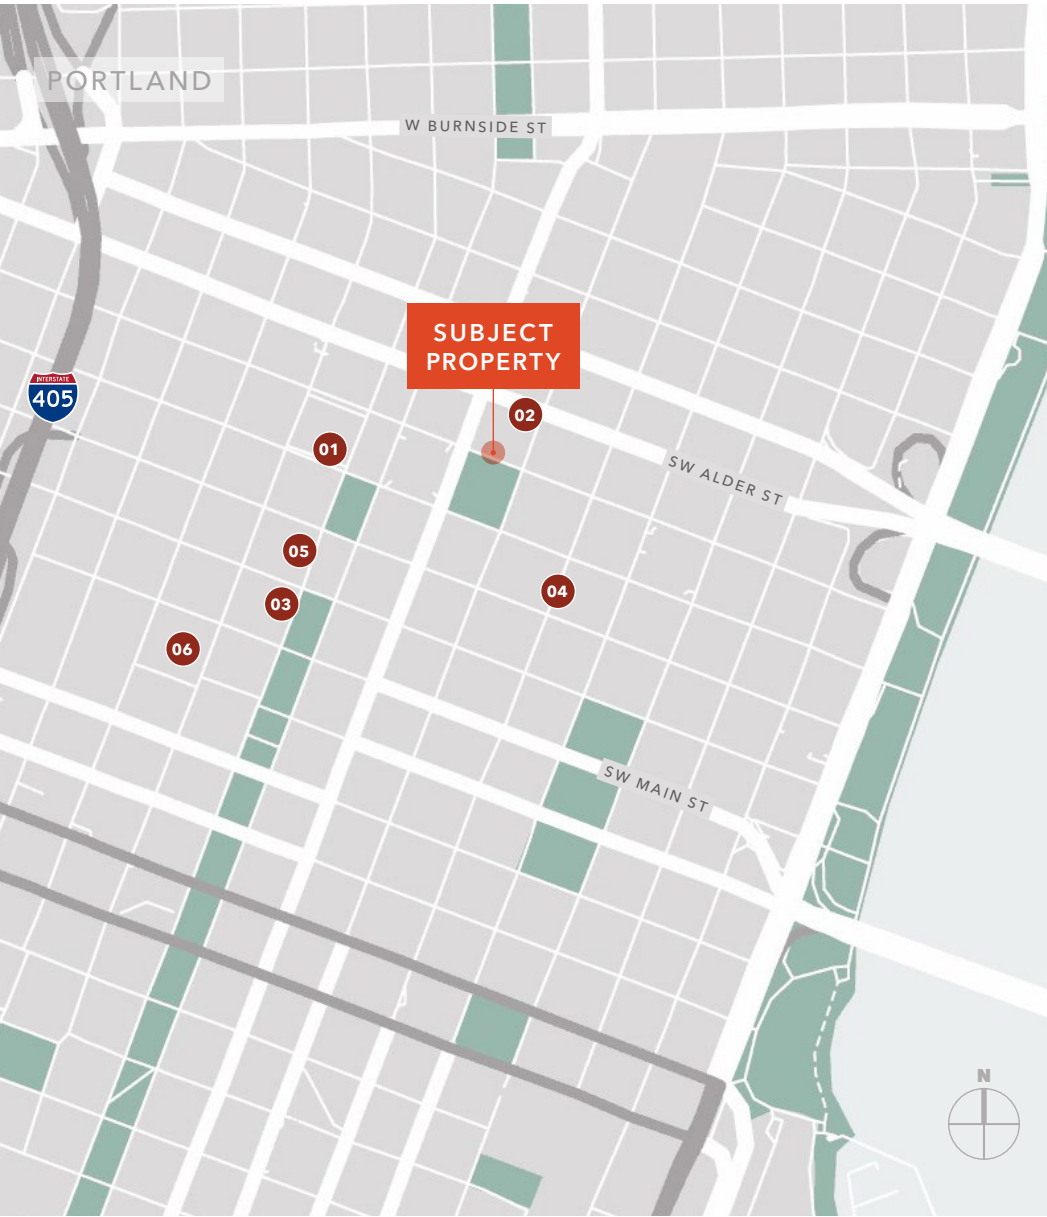 PORTLAND
W BURNSIDE ST
SUBJECT
PROPERTY
INTERSTATE
405
02
01
SW ALDER ST
05
04
03
06
SW MAIN ST
N